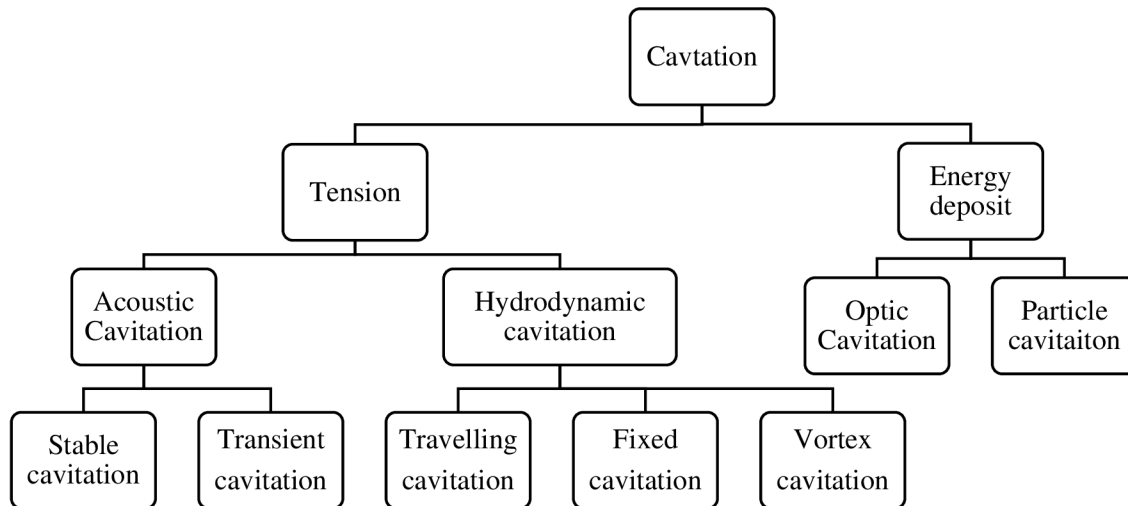 Cavtation
Tension
Energy
deposit
Acoustic
Cavitation
Hydrodynamic
cavitation
Optic
Cavitation
Particle
cavitaiton
Stable
cavitation
Transient
cavitation
Travelling
cavitation
Fixed
cavitation
Vortex
cavitation